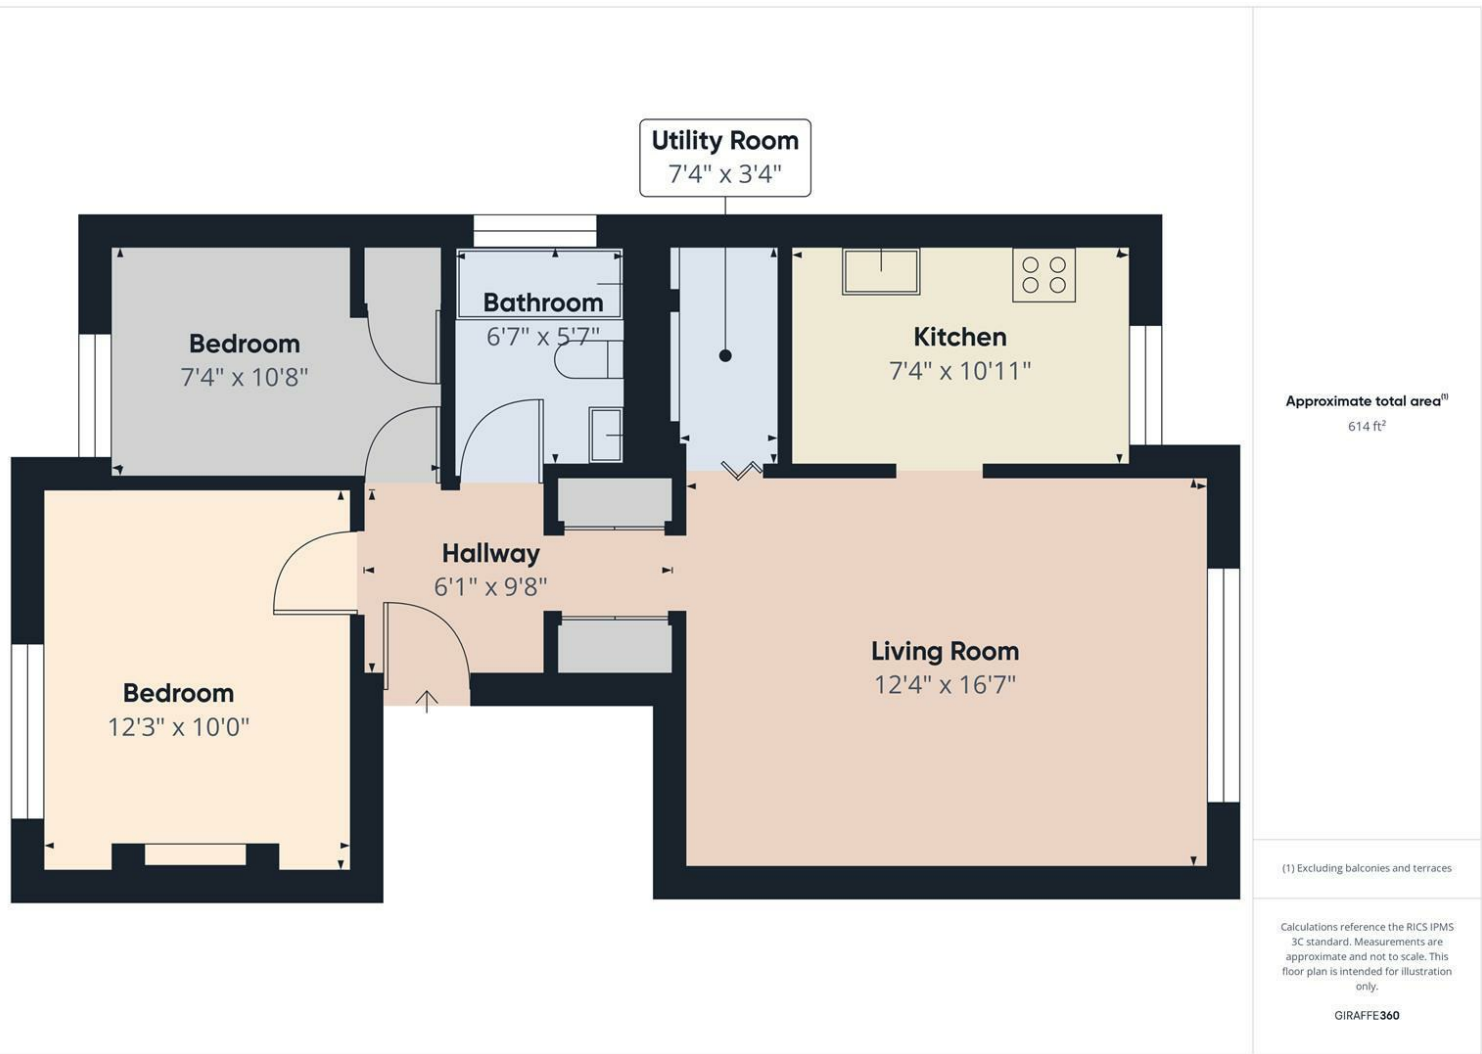 Utility Room
7'4" x 3'4"
Bedroom
7'4" x 10'8"
Bathroom
6'7" x 5'7"
Kitchen
7'4" x 10'11"
Hallway
6'1" x 9'8"
Living Room
12'4" x 16'7"
Bedroom
12'3" x 10'0"
Approximate total area⁽¹⁾
614 ft²
(1) Excluding balconies and terraces
Calculations reference the RICS IPMS
3C standard. Measurements are
approximate and not to scale. This
floor plan is intended for illustration
only.
GIRAFFE360